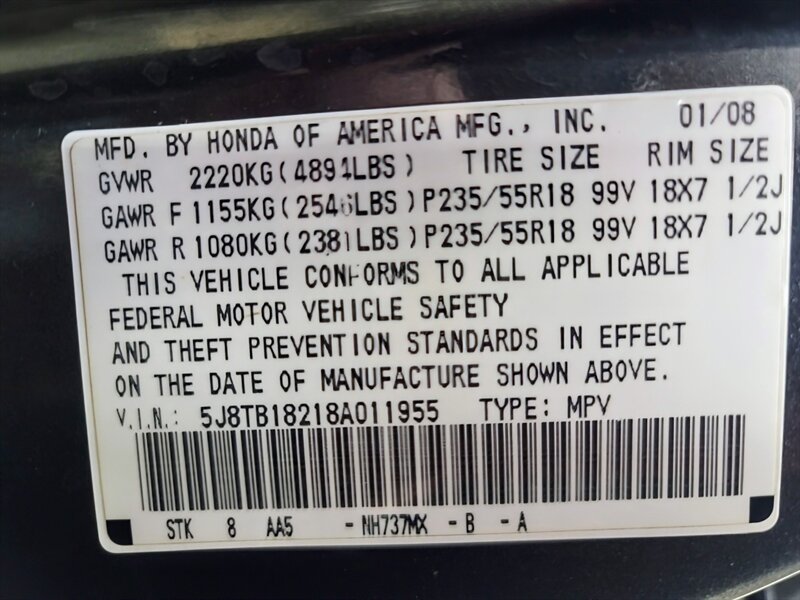 MFD. BY HONDA OF AMERICA MFG., INC. 01/08
GVWR 2220KG(4894LBS) TIRE SIZE RIM SIZE
GAWR F 1155KG(2546LBS) P235/55R18 99V 18X7 1/2J
GAWR R 1080KG(2381LBS) P235/55R18 99V 18X7 1/2J
THIS VEHICLE CONFORMS TO ALL APPLICABLE
FEDERAL MOTOR VEHICLE SAFETY
AND THEFT PREVENTION STANDARDS IN EFFECT
ON THE DATE OF MANUFACTURE SHOWN ABOVE.
V.I.N.: 5J8TB18218A011955 TYPE: MPV
STK 8 AA5 - NH737MX - B - A